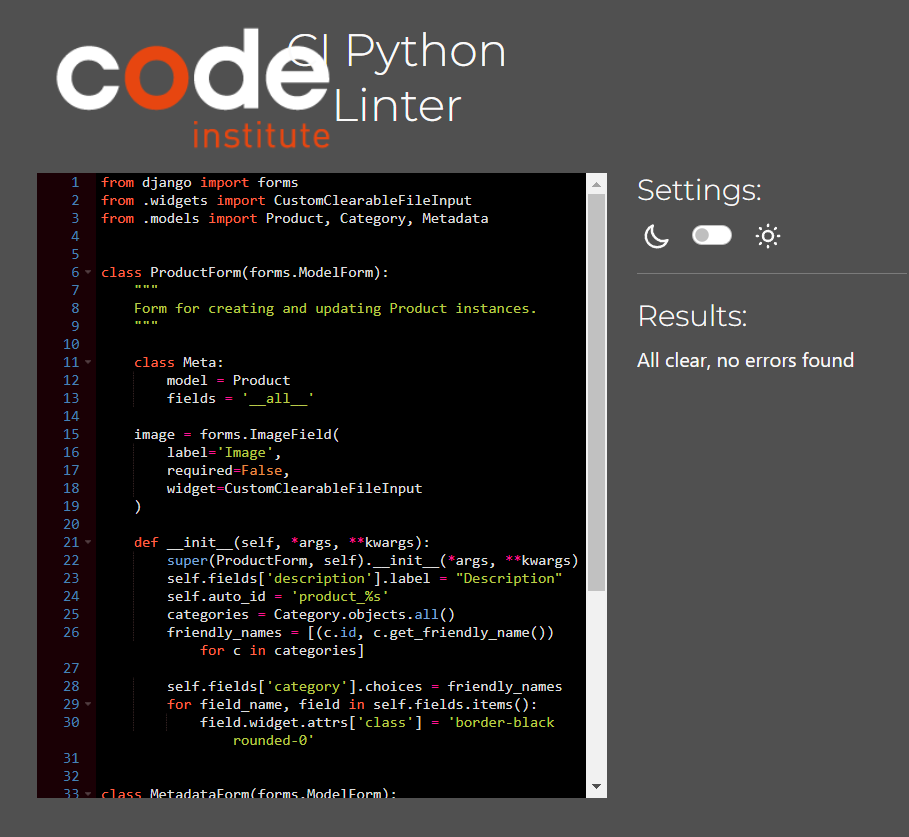 code
institute
CI Python
Linter
1 from django import forms
2 from .widgets import CustomClearableFileInput
3 from .models import Product, Category, Metadata
4
5
6 class ProductForm(forms.ModelForm):
7     """
8     Form for creating and updating Product instances.
9     """
10
11     class Meta:
12         model = Product
13         fields = '__all__'
14
15     image = forms.ImageField(
16         label='Image',
17         required=False,
18         widget=CustomClearableFileInput
19     )
20
21     def __init__(self, *args, **kwargs):
22         super(ProductForm, self).__init__(*args, **kwargs)
23         self.fields['description'].label = "Description"
24         self.auto_id = 'product_%s'
25         categories = Category.objects.all()
26         friendly_names = [(c.id, c.get_friendly_name())
            for c in categories]
27
28         self.fields['category'].choices = friendly_names
29         for field_name, field in self.fields.items():
30             field.widget.attrs['class'] = 'border-black
                rounded-0'
31
32
33 class MetadataForm(forms.ModelForm):
Settings:
Results:
All clear, no errors found